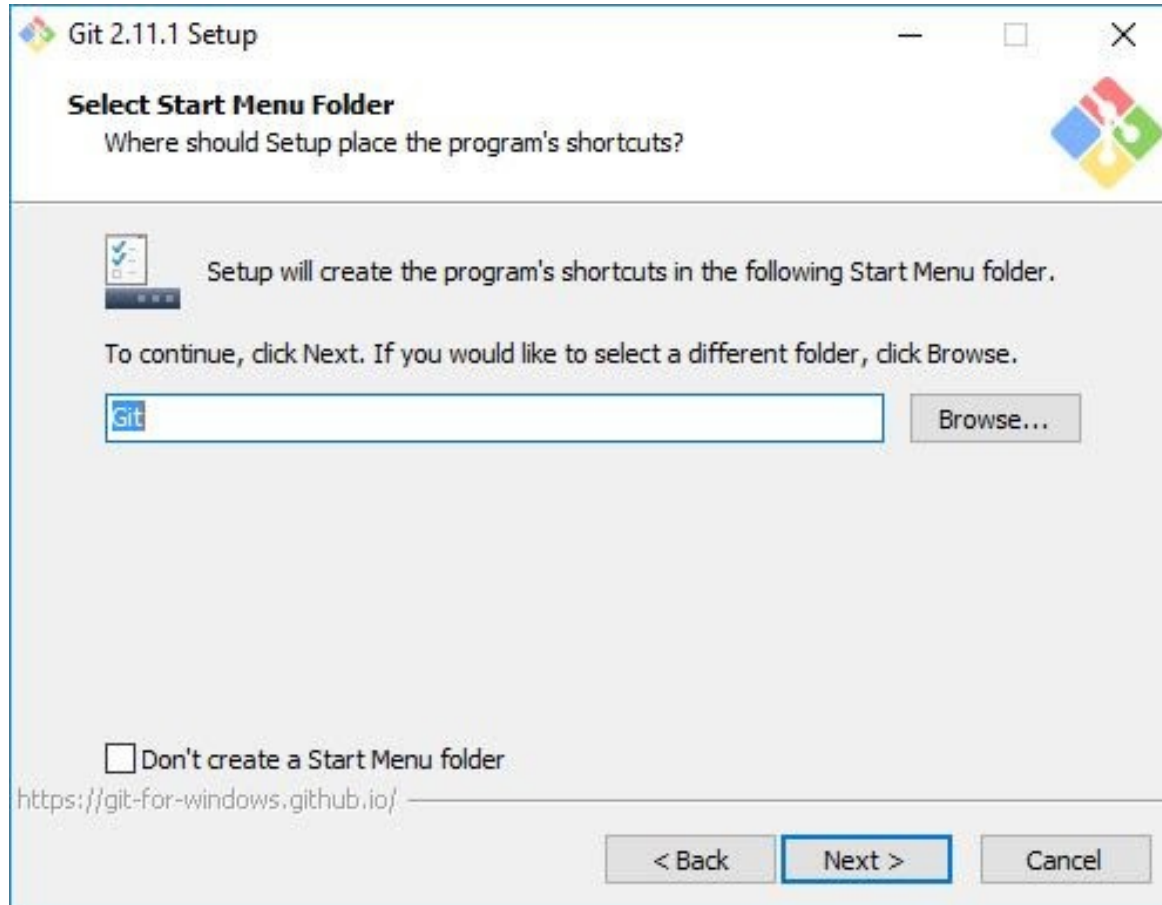 Git 2.11.1 Setup
Select Start Menu Folder
Where should Setup place the program's shortcuts?
Setup will create the program's shortcuts in the following Start Menu folder.
To continue, click Next. If you would like to select a different folder, click Browse.
Git
Browse...
Don't create a Start Menu folder
https://git-for-windows.github.io/
< Back
Next >
Cancel